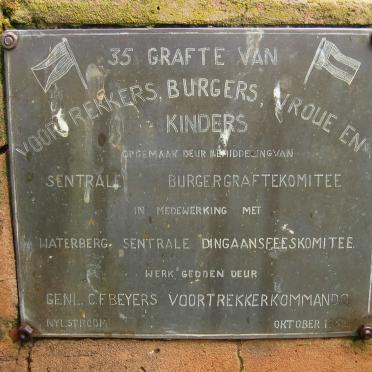 35 GRAFTE VAN
VOORTREKKERS, BURGERS, VROUE EN
KINDERS
OPGEMAAK DEUR BEMIDDELING VAN
SENTRALE BURGERGRAFTEKOMITEE
IN MEDEWERKING MET
WATERBERG SENTRALE DINGAANSFEESKOMITEE.
WERK GEDOEN DEUR
GENL. C.F. BEYERS VOORTREKKERKOMMANDO
NYLSTROOM OKTOBER